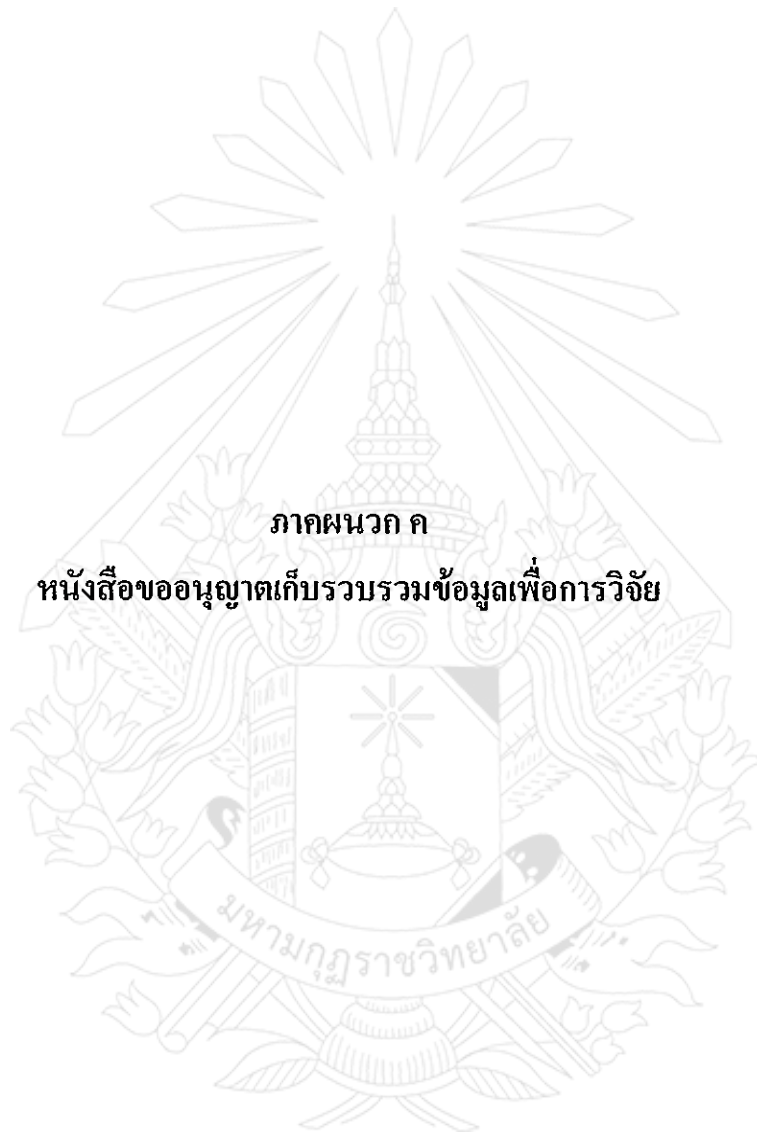 ภาคผนวก ค
หนังสือขออนุญาตเก็บรวบรวมข้อมูลเพื่อการวิจัย
มหามกุฏราชวิทยาลัย